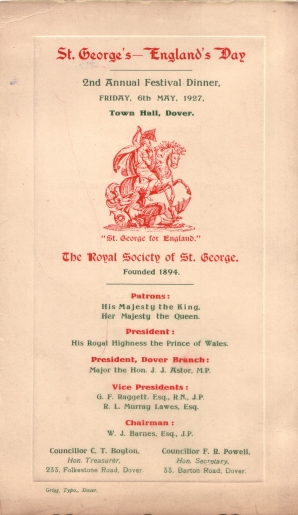 St. George's—England's Day
2nd Annual Festival Dinner,
FRIDAY, 6th MAY, 1927,
Town Hall, Dover.
"St. George for England."
The Royal Society of St. George.
Founded 1894.
Patrons:
His Majesty the King.
Her Majesty the Queen.
President:
His Royal Highness the Prince of Wales.
President, Dover Branch:
Major the Hon. J. J. Astor, M.P.
Vice Presidents:
G. F. Raggett, Esq., R.N., J.P.
R. L. Murray Lawes, Esq.
Chairman:
W. J. Barnes, Esq., J.P.
Councillor C. T. Hoyton,
Hon. Treasurer,
235, Folkestone Road, Dover.
Councillor F. R. Powell,
Hon. Secretary,
33, Barton Road, Dover.
Grigg, Typo., Dover.